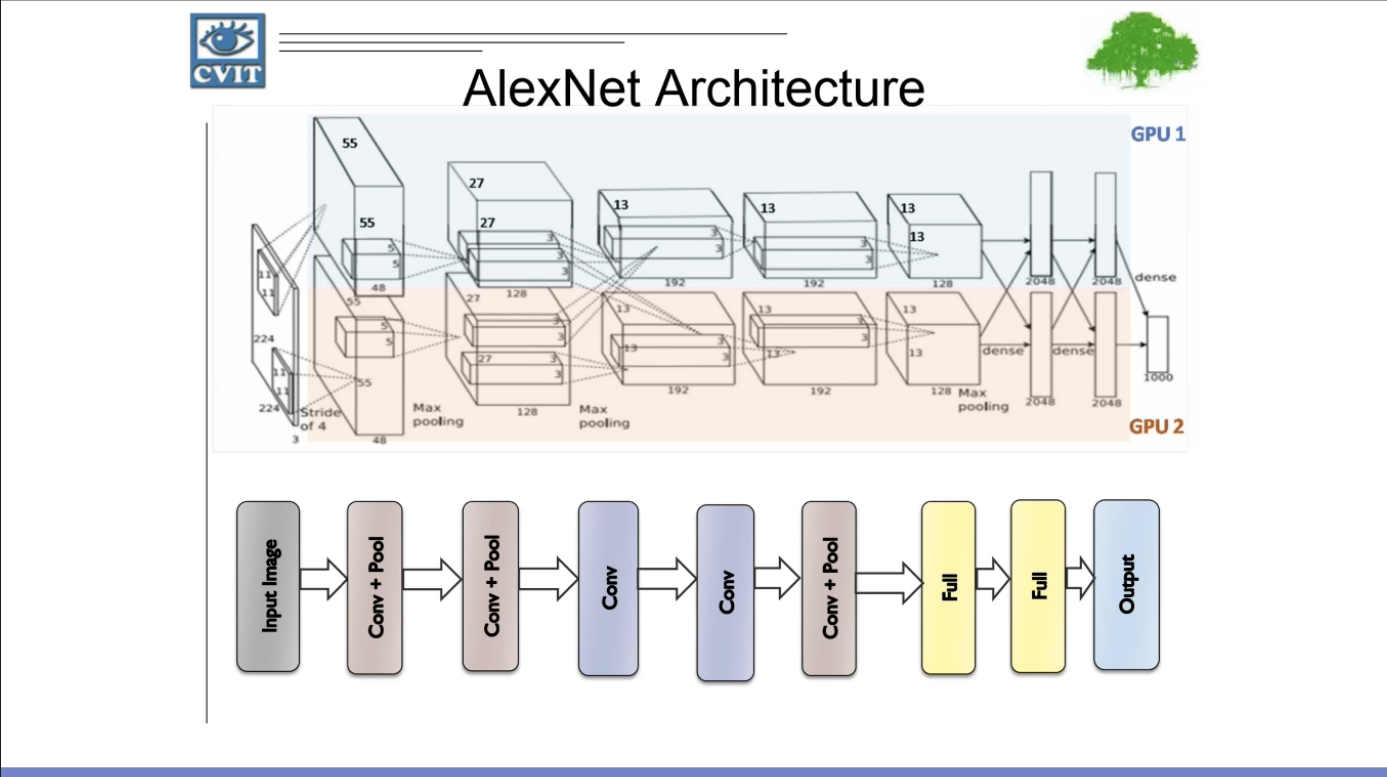 CVIT
AlexNet Architecture
GPU 1
55
55
5
5
48
27
27
3
3
3
128
13
3
3
192
13
3
3
192
13
13
128
2048
2048
dense
11
11
224
11
11
224
3
Stride
of 4
55
5
5
55
48
Max
pooling
27
3
3
27
3
3
128
Max
pooling
13
13
3
3
192
13
13
3
3
192
13
13
128
Max
pooling
dense
dense
2048
2048
1000
GPU 2
Input Image
Conv + Pool
Conv + Pool
Conv
Conv
Conv + Pool
Full
Full
Output